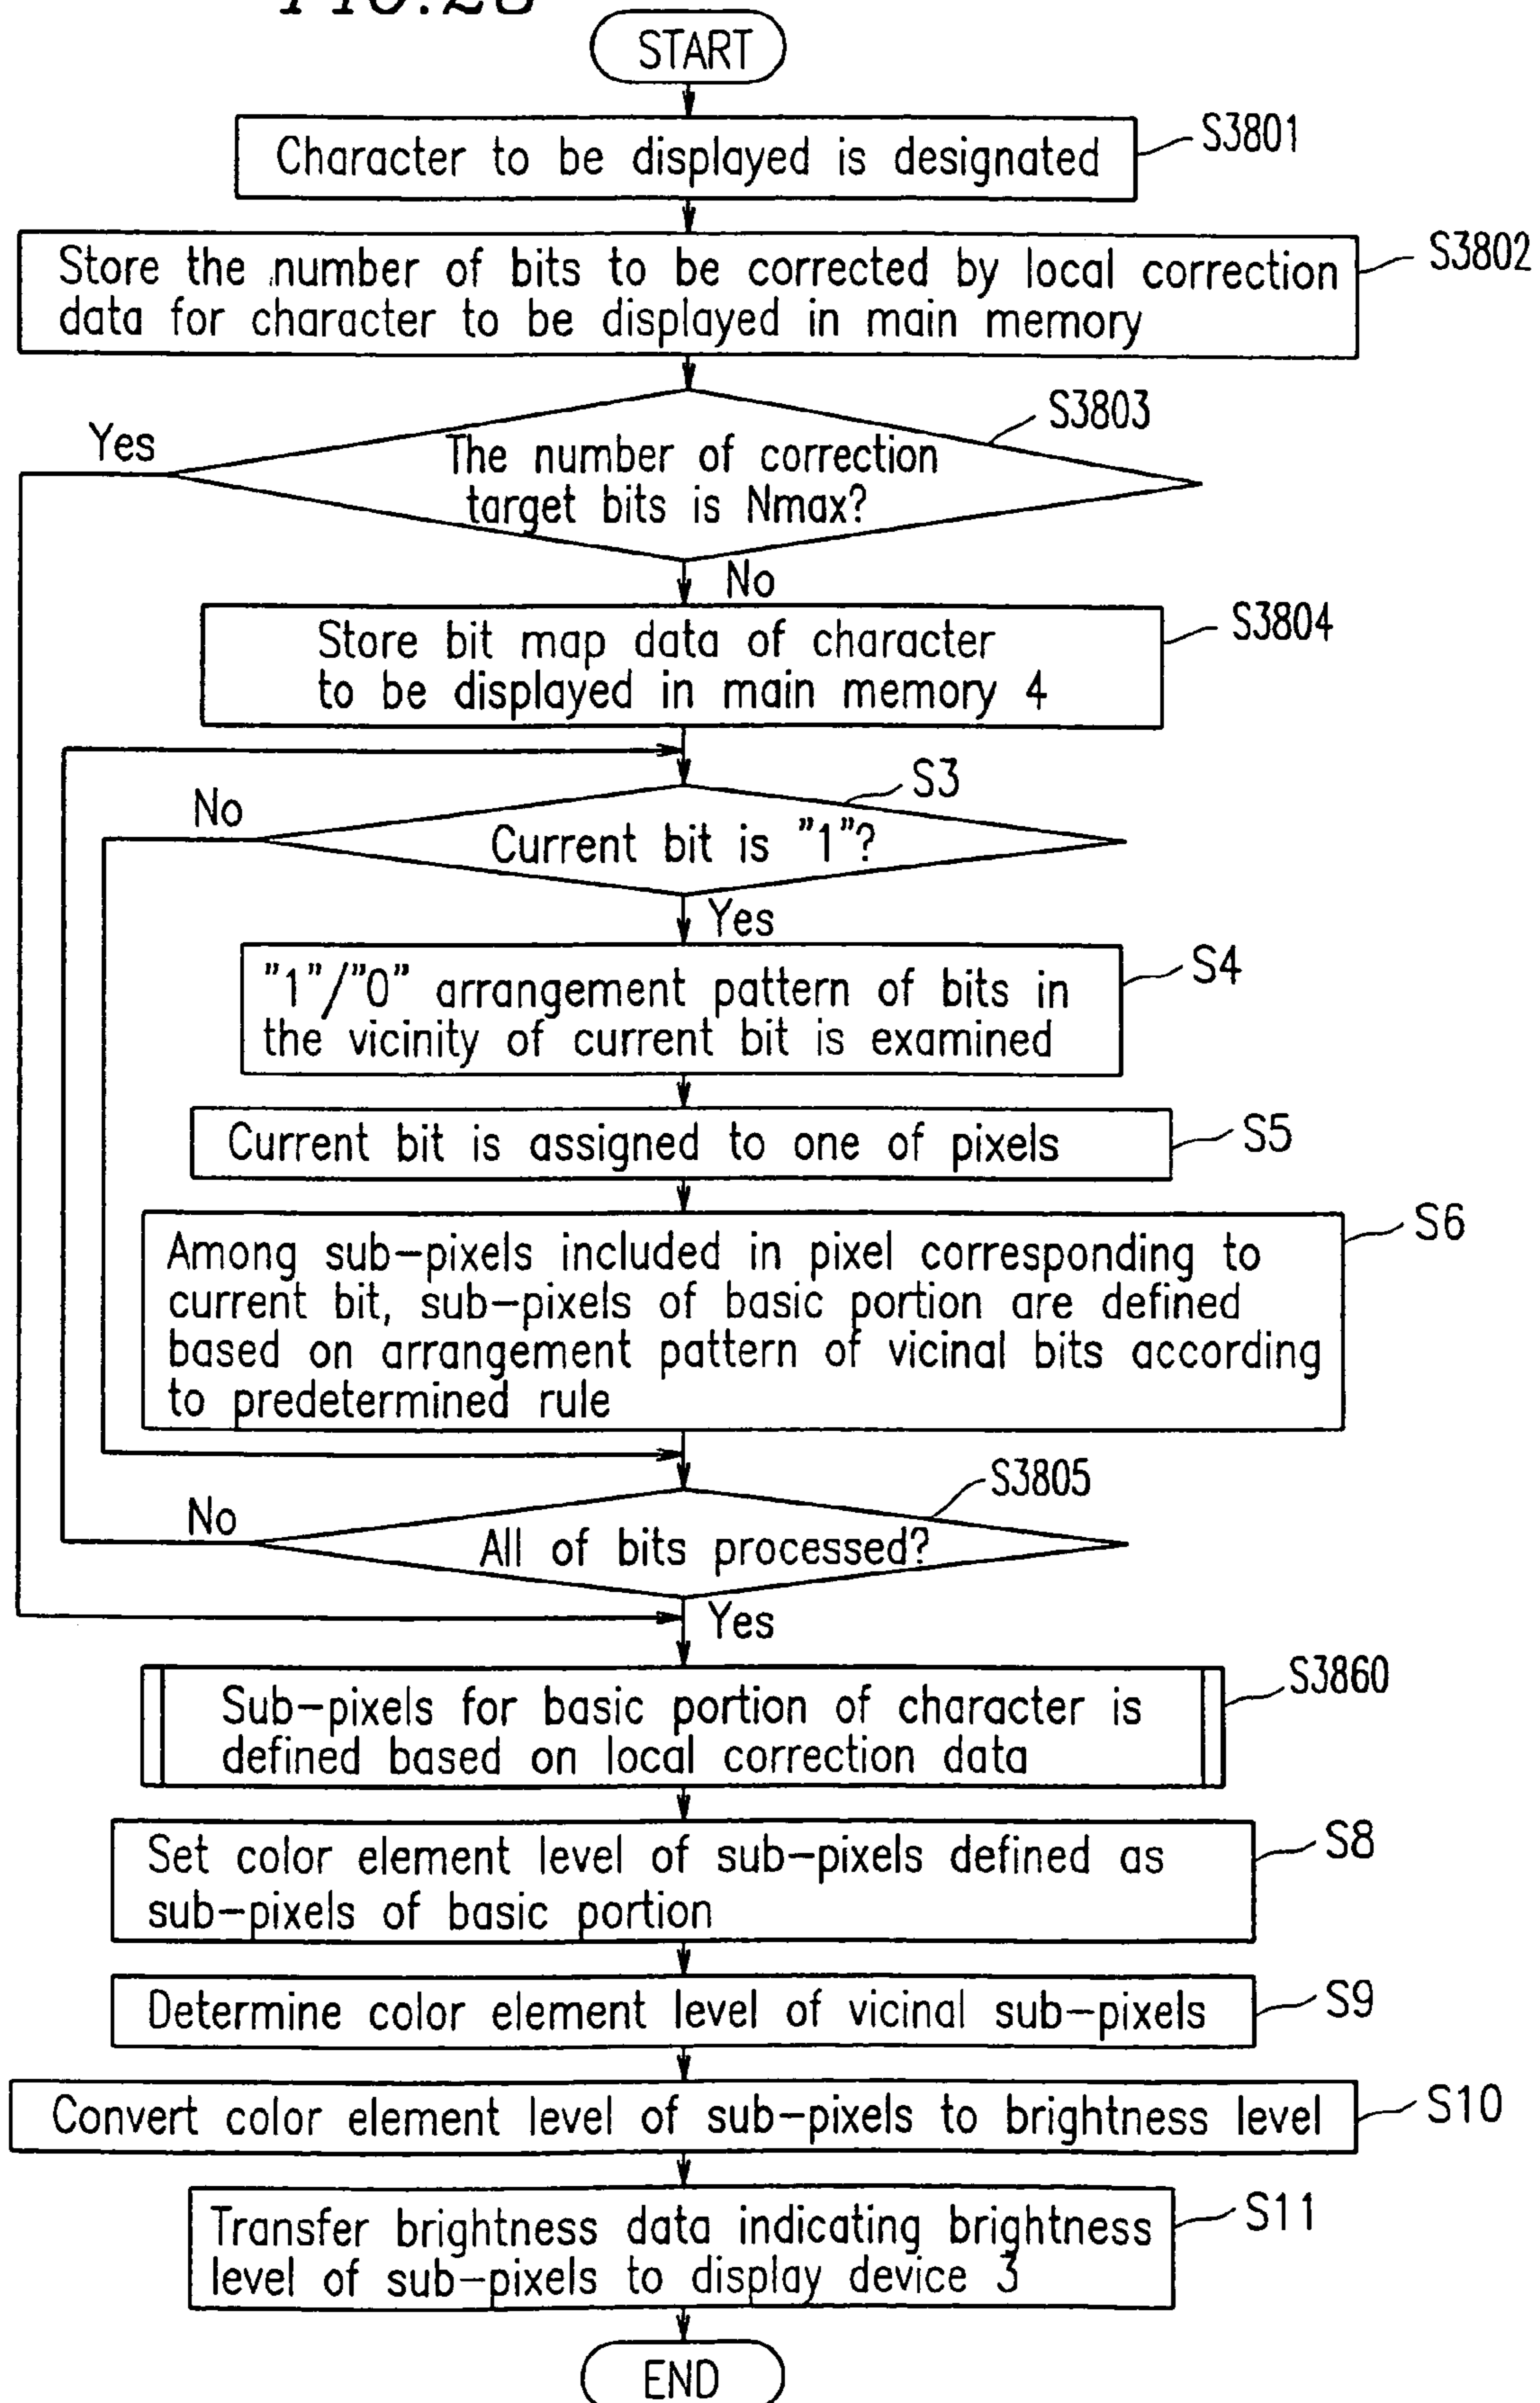 START
Character to be displayed is designated
S3801
Store the number of bits to be corrected by local correction
data for character to be displayed in main memory
S3802
The number of correction
target bits is Nmax?
S3803
Yes
No
Store bit map data of character
to be displayed in main memory 4
S3804
Current bit is "1"?
S3
No
Yes
"1"/"0" arrangement pattern of bits in
the vicinity of current bit is examined
S4
Current bit is assigned to one of pixels
S5
Among sub-pixels included in pixel corresponding to
current bit, sub-pixels of basic portion are defined
based on arrangement pattern of vicinal bits according
to predetermined rule
S6
All of bits processed?
S3805
No
Yes
Sub-pixels for basic portion of character is
defined based on local correction data
S3860
Set color element level of sub-pixels defined as
sub-pixels of basic portion
S8
Determine color element level of vicinal sub-pixels
S9
Convert color element level of sub-pixels to brightness level
S10
Transfer brightness data indicating brightness
level of sub-pixels to display device 3
S11
END